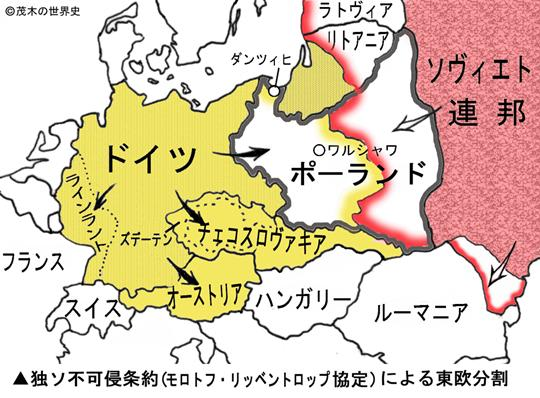 ©茂木の世界史
ラトヴィア
リトアニア
ダンツィヒ
ソヴィエト
連邦
ドイツ
○ワルシャワ
ポーランド
ラインラント
ズデーテン
チェコスロヴァキア
フランス
オーストリア
スイス
ハンガリー
ルーマニア
▲独ソ不可侵条約(モロトフ・リッベントロップ協定)による東欧分割